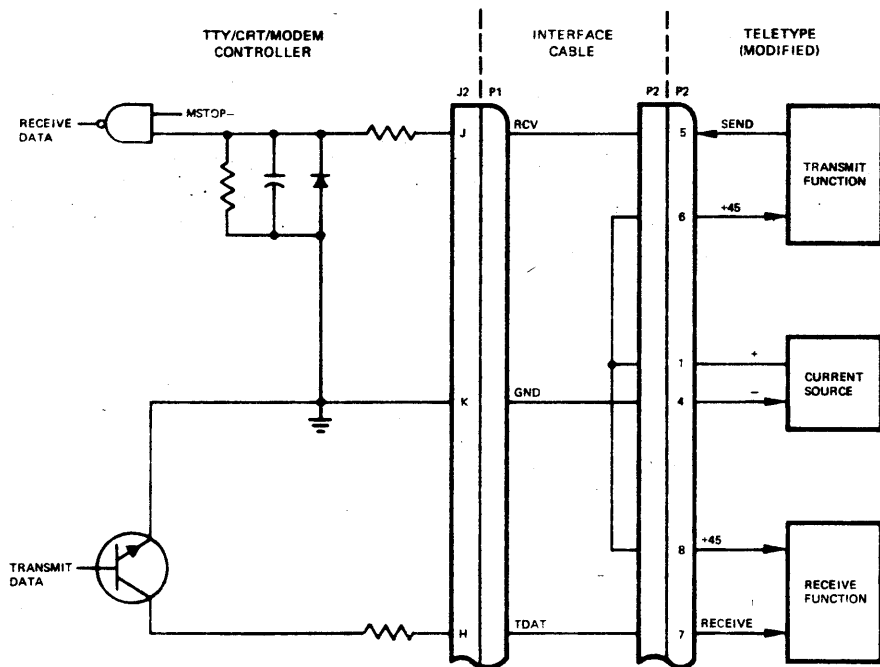 TTY/CRT/MODEM
CONTROLLER
INTERFACE
CABLE
TELETYPE
(MODIFIED)
J2 P1
P2 P2
RECEIVE
DATA
MSTOP–
J
RCV
5
SEND
TRANSMIT
FUNCTION
6
+45
1
+
CURRENT
SOURCE
K
GND
4
–
8
+45
RECEIVE
FUNCTION
TRANSMIT
DATA
H
TDAT
7
RECEIVE